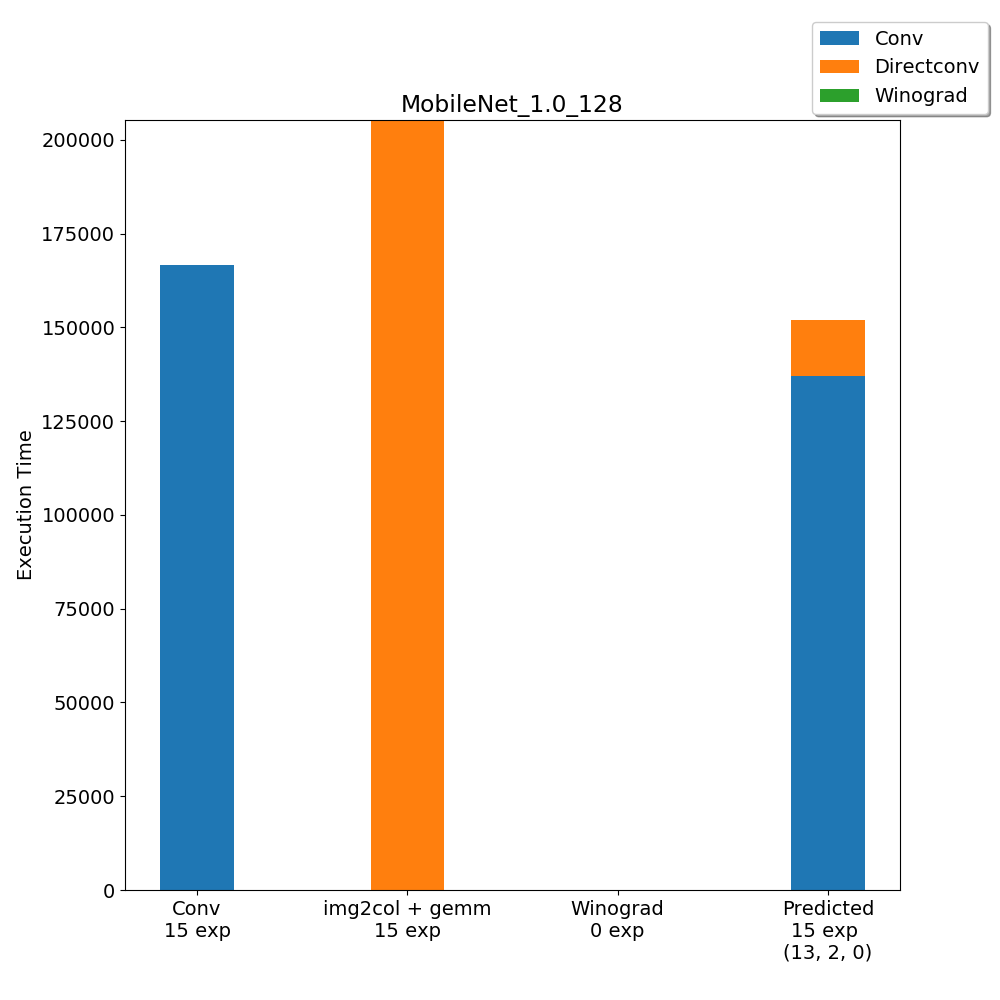 Conv
Directconv
Winograd
MobileNet_1.0_128
Execution Time
200000
175000
150000
125000
100000
75000
50000
25000
0
Conv
15 exp
img2col + gemm
15 exp
Winograd
0 exp
Predicted
15 exp
(13, 2, 0)